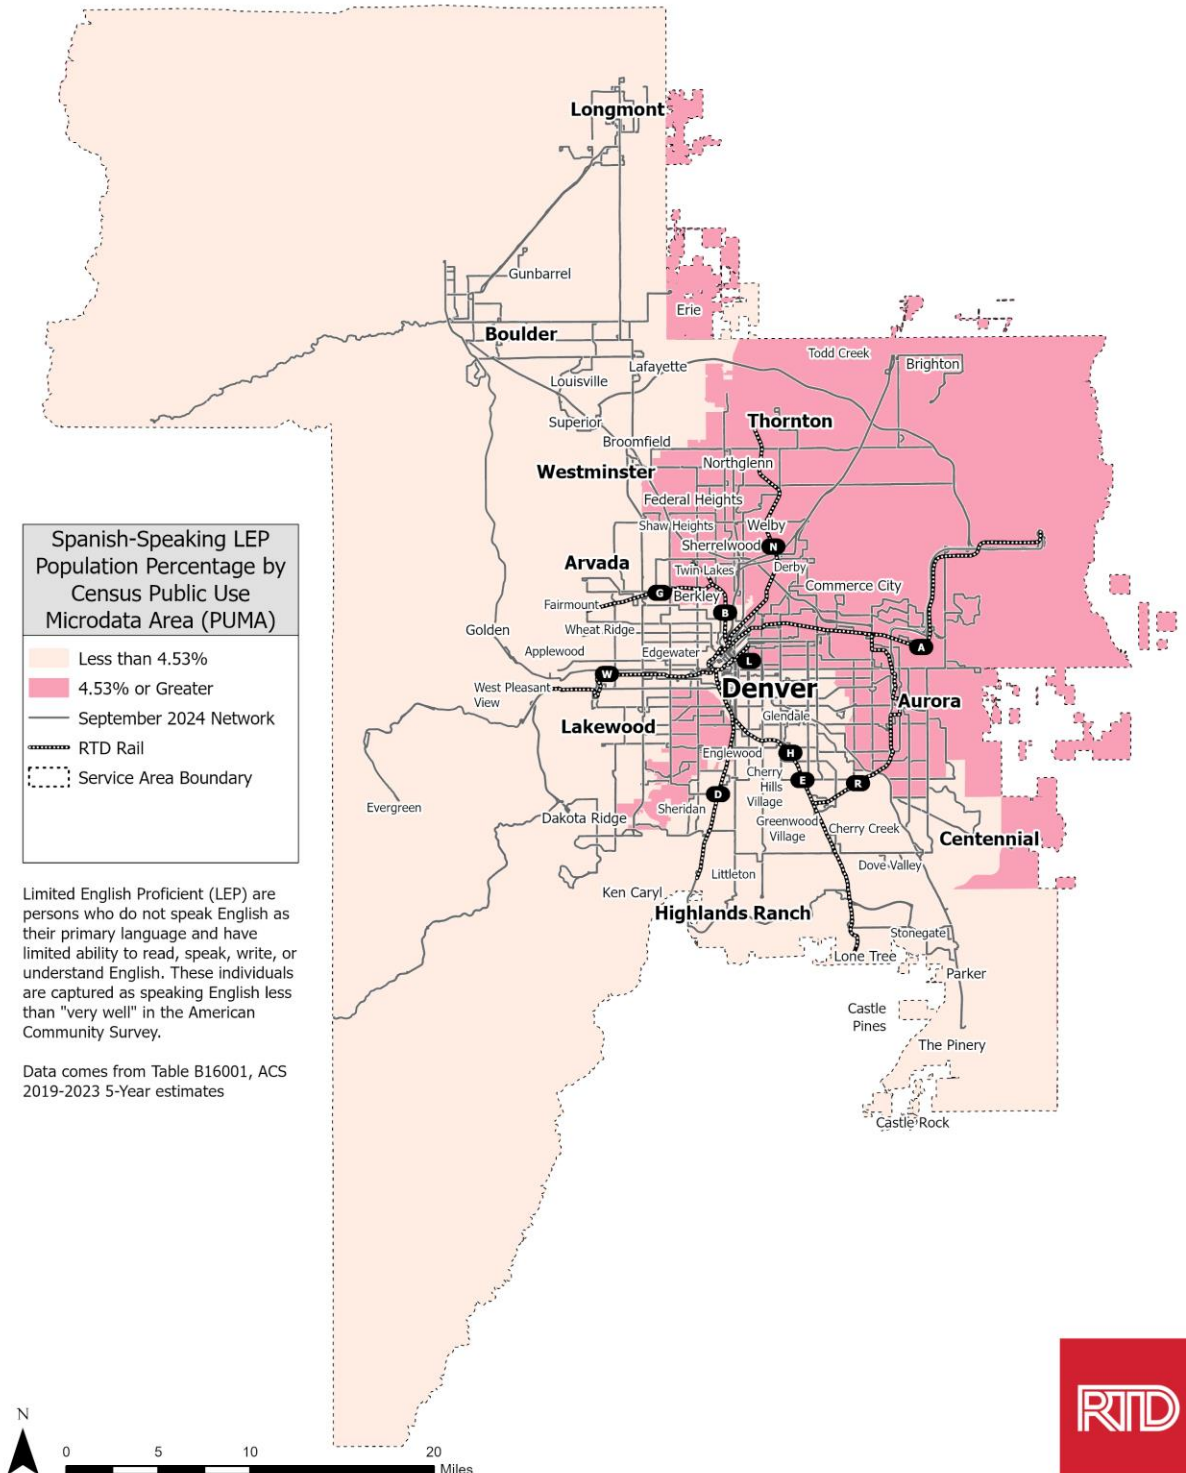 Longmont
Gunbarrel
Erie
Boulder
Todd Creek
Lafayette
Brighton
Louisville
Superior
Thornton
Broomfield
Westminster
Northglenn
Federal Heights
Shaw Heights
Welby
Sherrelwood
N
Arvada
Twin Lakes
Derby
Commerce City
G
Berkley
Fairmount
B
Golden
Wheat Ridge
Applewood
Edgewater
A
L
W
West Pleasant
View
Denver
Aurora
Lakewood
Glendale
Englewood
H
Cherry
Hills
Village
E
R
D
Evergreen
Sheridan
Dakota Ridge
Greenwood
Village
Cherry Creek
Centennial
Dove Valley
Littleton
Ken Caryl
Highlands Ranch
Stonegate
Lone Tree
Parker
Castle
Pines
The Pinery
Castle Rock
Spanish-Speaking LEP
Population Percentage by
Census Public Use
Microdata Area (PUMA)
Less than 4.53%
4.53% or Greater
September 2024 Network
RTD Rail
Service Area Boundary
Limited English Proficient (LEP) are
persons who do not speak English as
their primary language and have
limited ability to read, speak, write, or
understand English. These individuals
are captured as speaking English less
than "very well" in the American
Community Survey.
Data comes from Table B16001, ACS
2019-2023 5-Year estimates
N
0 5 10 20
Miles
RTD